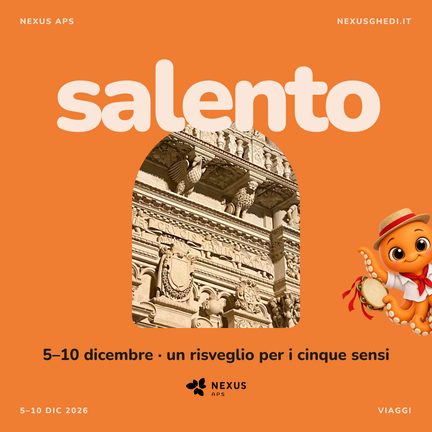 NEXUS APS
NEXUSGHEDI.IT
salento
5–10 dicembre · un risveglio per i cinque sensi
NEXUS
APS
5–10 DIC 2026
VIAGGI